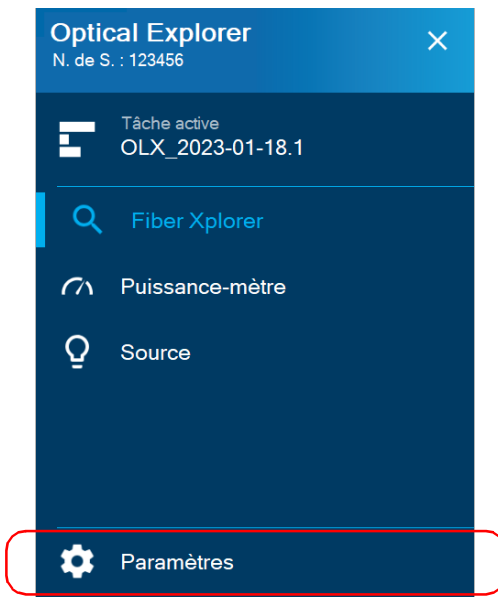 Optical Explorer
N. de S. : 123456
Tâche active
OLX_2023-01-18.1
Fiber Xplorer
Puissance-mètre
Source
Paramètres